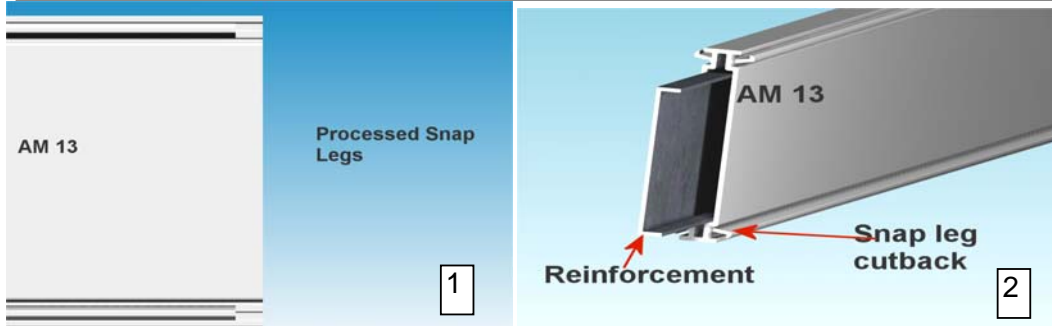 AM 13
Processed Snap
Legs
1
AM 13
Snap leg
cutback
Reinforcement
2